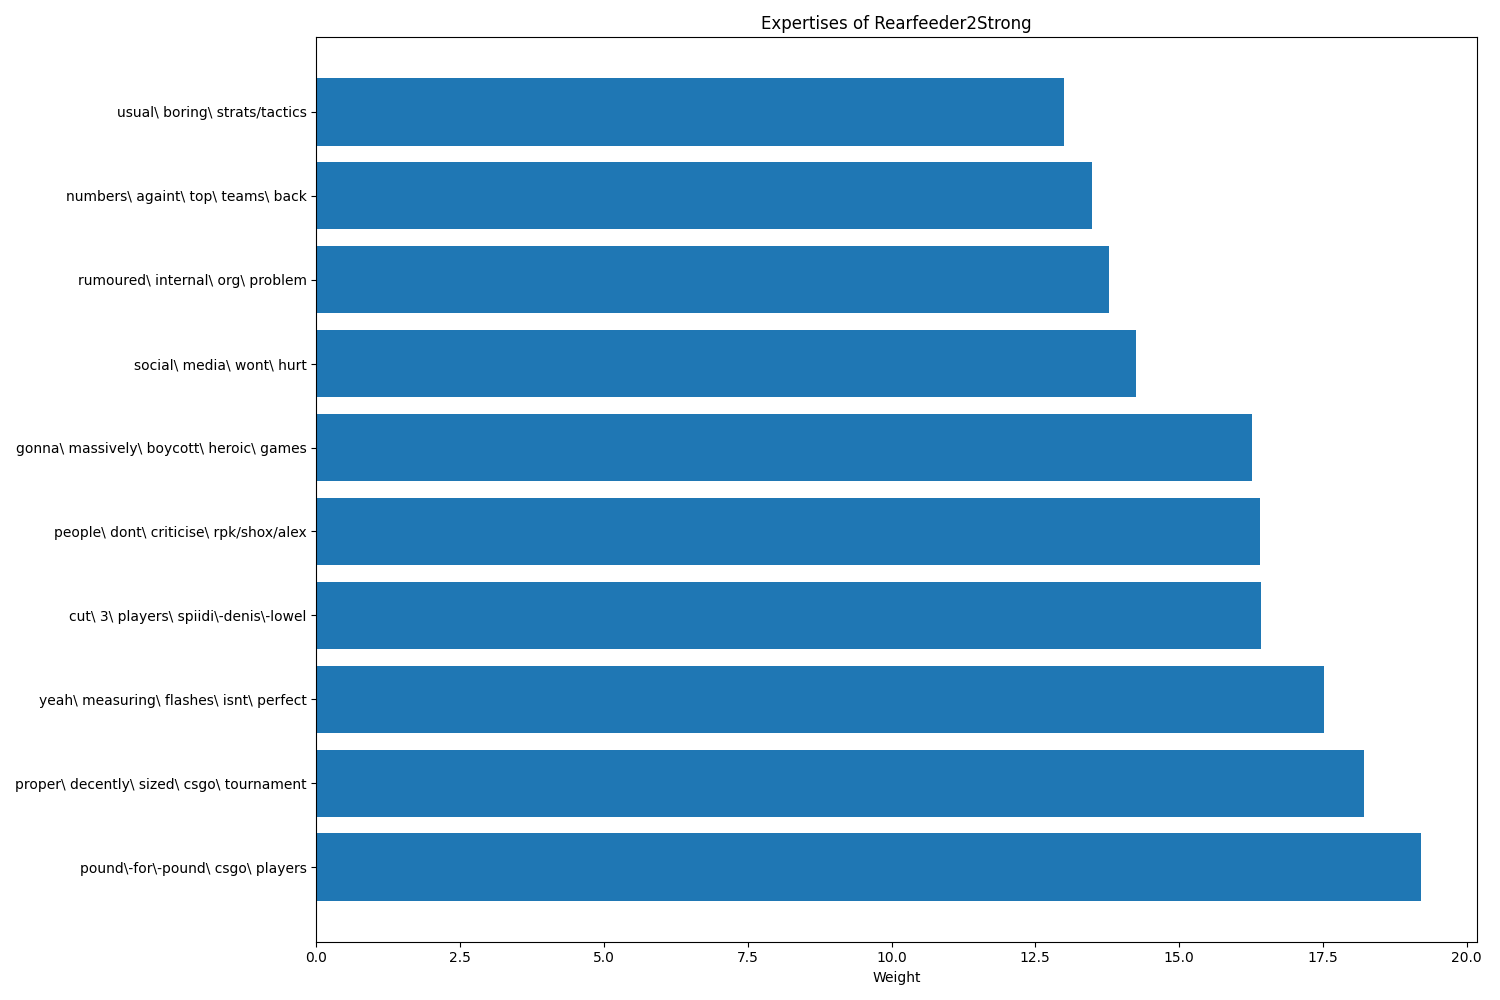 Expertises of Rearfeeder2Strong
usual\ boring\ strats/tactics
numbers\ againt\ top\ teams\ back
rumoured\ internal\ org\ problem
social\ media\ wont\ hurt
gonna\ massively\ boycott\ heroic\ games
people\ dont\ criticise\ rpk/shox/alex
cut\ 3\ players\ spiidi\-denis\-lowel
yeah\ measuring\ flashes\ isnt\ perfect
proper\ decently\ sized\ csgo\ tournament
pound\-for\-pound\ csgo\ players
0.0 2.5 5.0 7.5 10.0 12.5 15.0 17.5 20.0
Weight